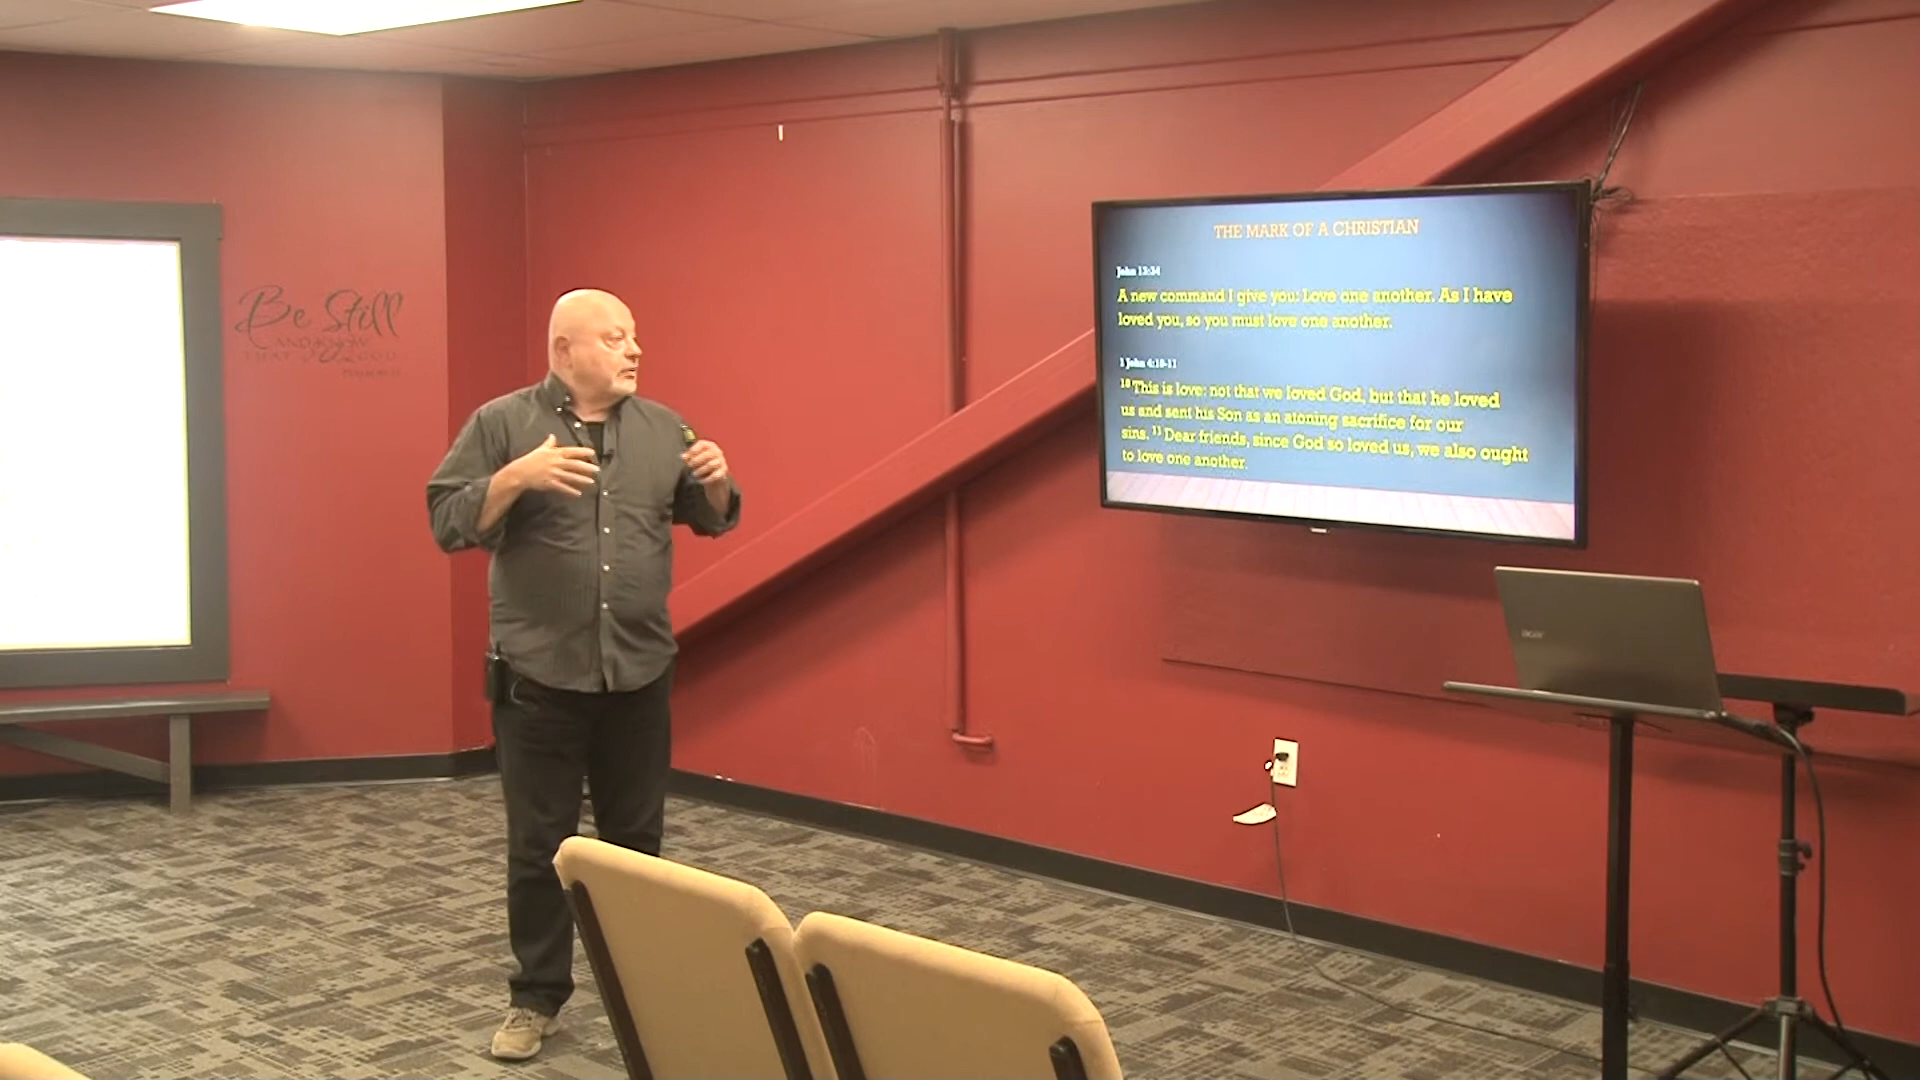 Be Still
AND KNOW
THAT I GOD
THE MARK OF A CHRISTIAN
John 13:34
A new command I give you: Love one another. As I have
loved you, so you must love one another.
1 John 4:10-11
10 This is love: not that we loved God, but that he loved
us and sent his Son as an atoning sacrifice for our
sins. 11 Dear friends, since God so loved us, we also ought
to love one another.
acer